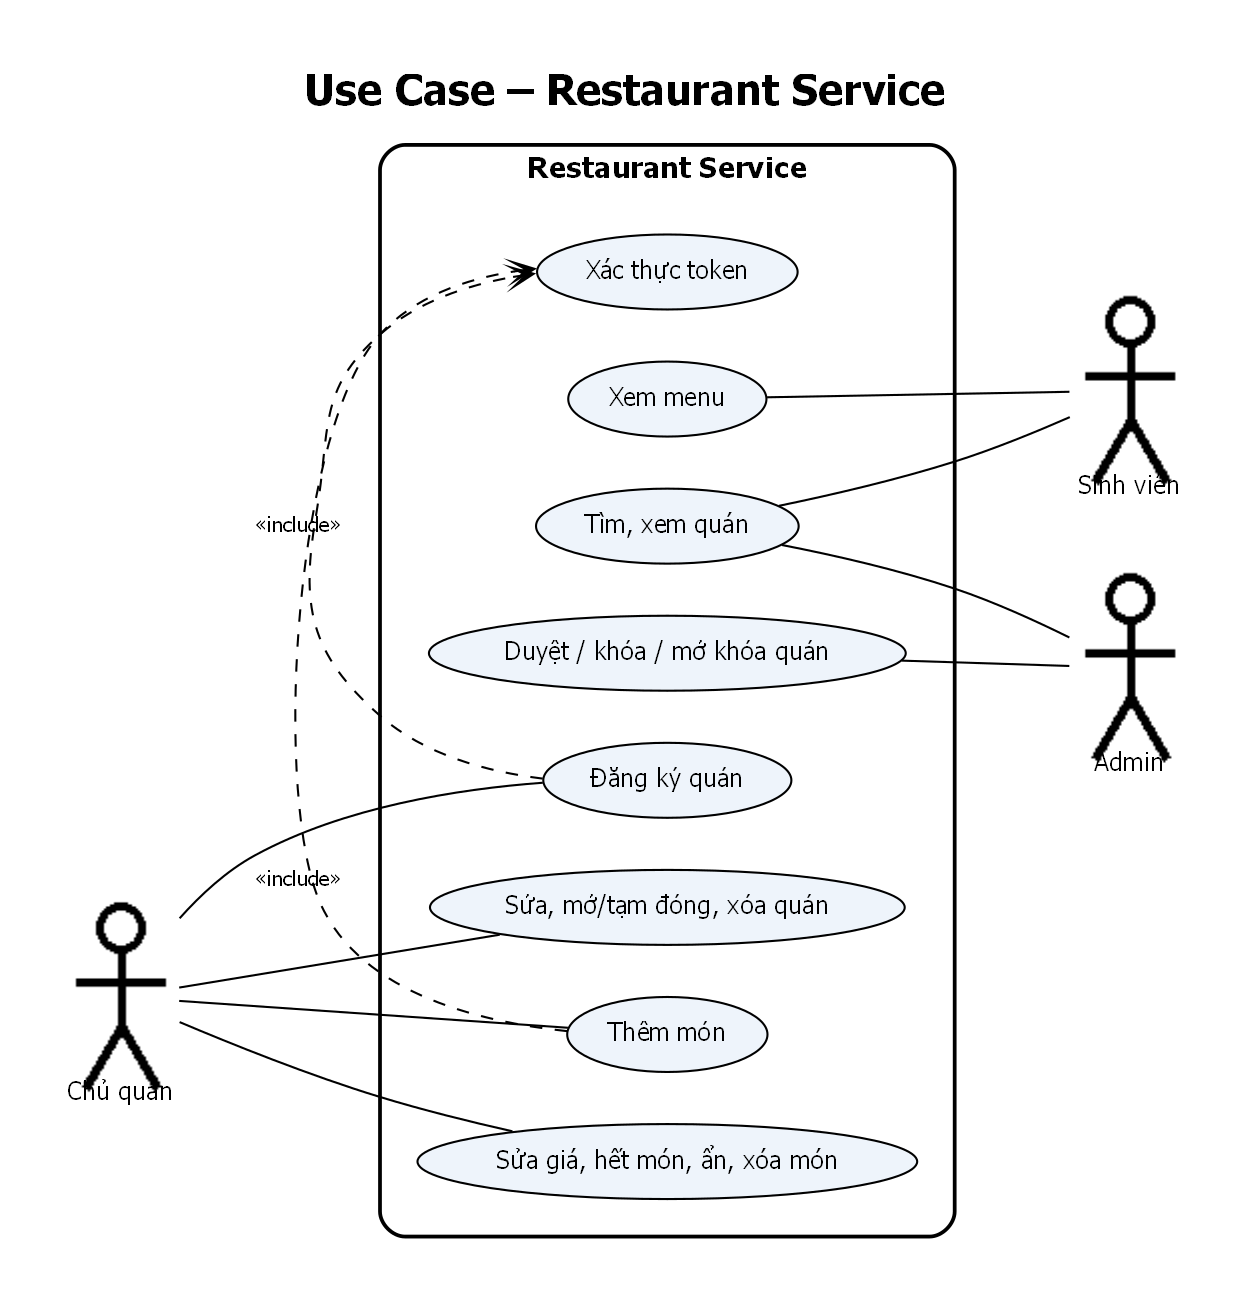 Use Case – Restaurant Service
Restaurant Service
Xác thực token
Xem menu
Sinh viên
Tìm, xem quán
«include»
Duyệt / khóa / mở khóa quán
Admin
Đăng ký quán
«include»
Sửa, mở/tạm đóng, xóa quán
Thêm món
Chủ quán
Sửa giá, hết món, ẩn, xóa món